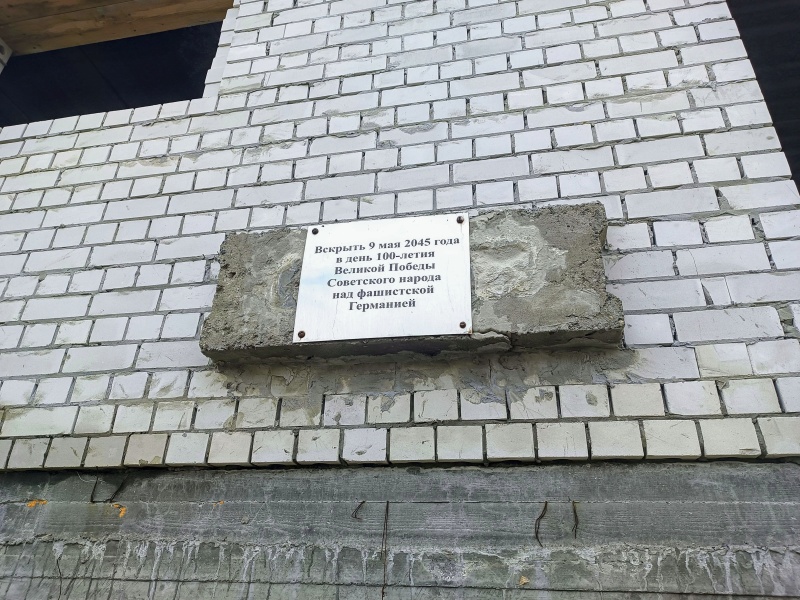 Вскрыть 9 мая 2045 года
в день 100-летия
Великой Победы
Советского народа
над фашистской
Германией